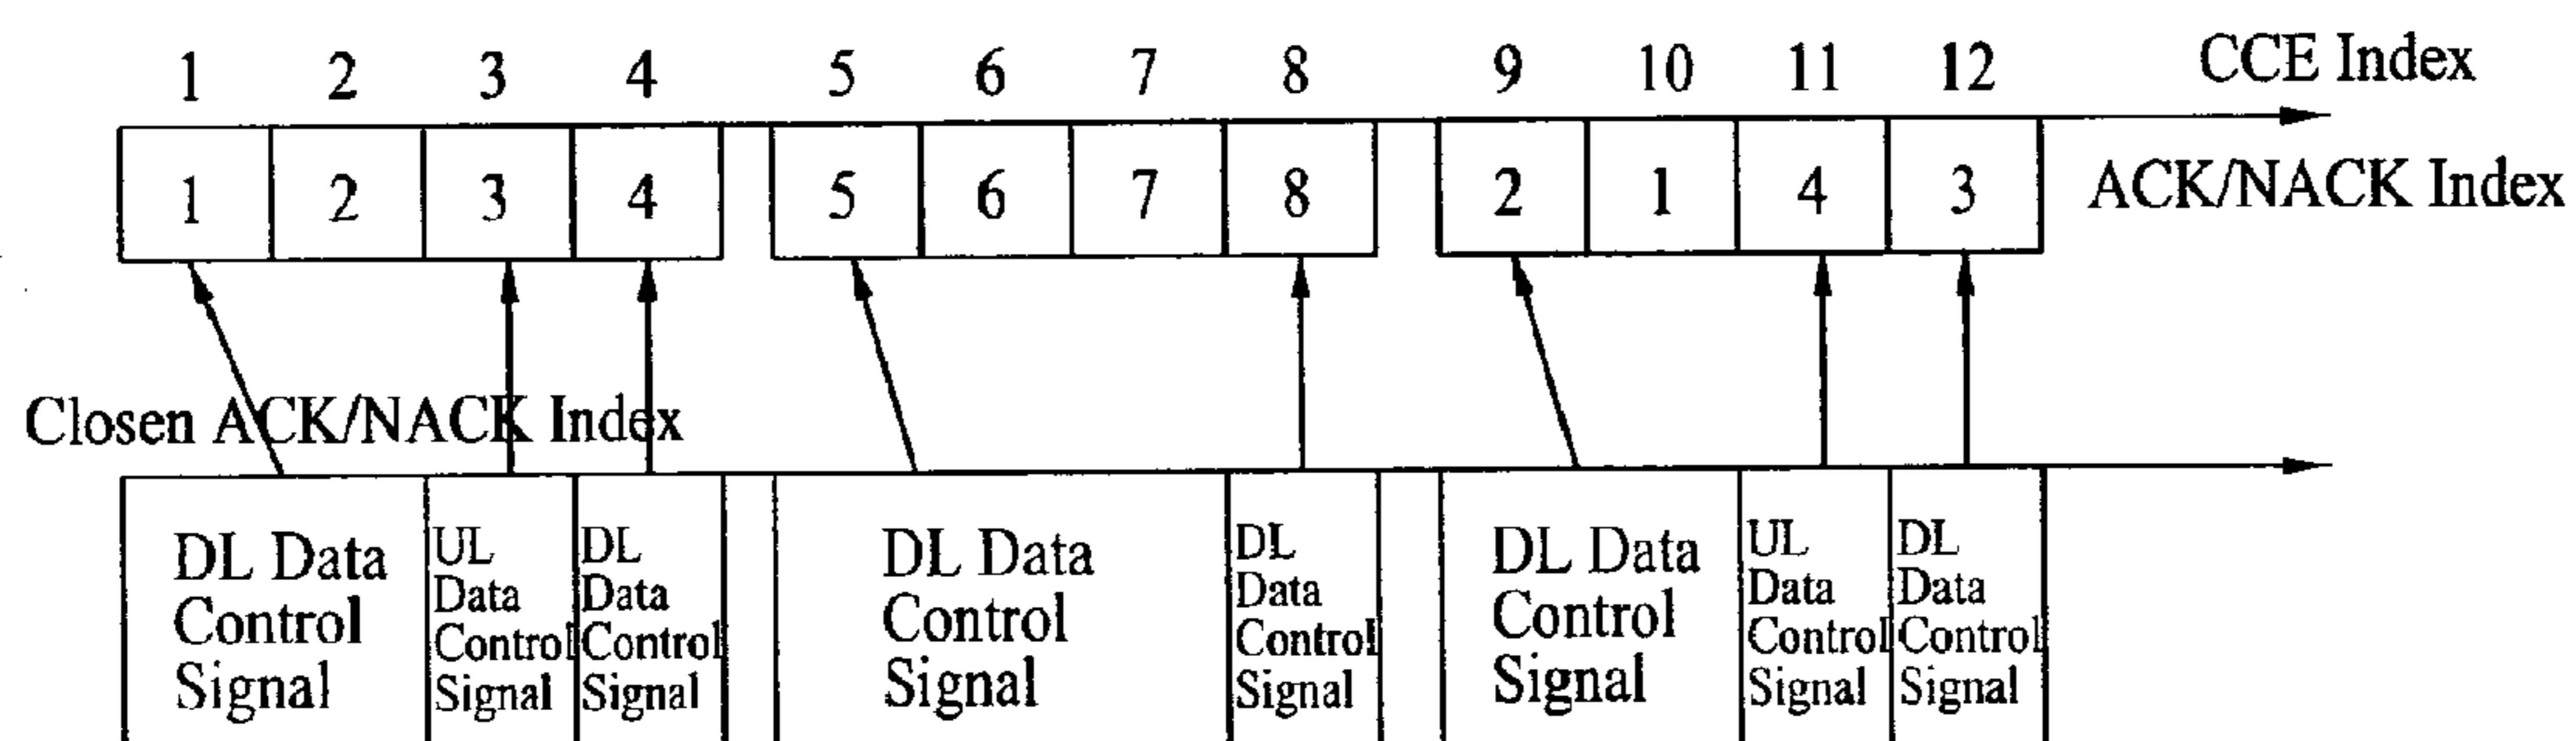 1 2 3 4 5 6 7 8 9 10 11 12 CCE Index
1 2 3 4 5 6 7 8 2 1 4 3 ACK/NACK Index
Closen ACK/NACK Index
DL Data
Control
Signal
UL
Data
Control
Signal
DL
Data
Control
Signal
DL Data
Control
Signal
DL
Data
Control
Signal
DL Data
Control
Signal
UL
Data
Control
Signal
DL
Data
Control
Signal